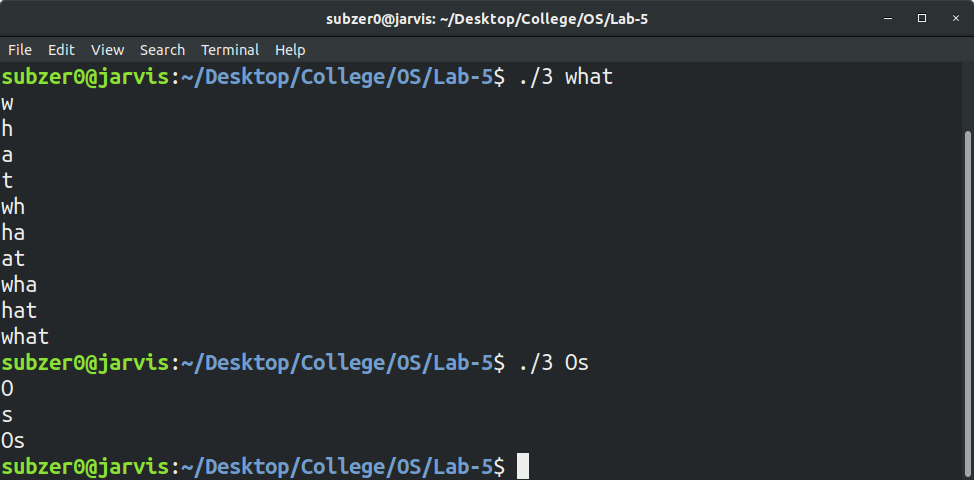 subzer0@jarvis: ~/Desktop/College/OS/Lab-5
File Edit View Search Terminal Help
subzer0@jarvis:~/Desktop/College/OS/Lab-5$ ./3 what
w
h
a
t
wh
ha
at
wha
hat
what
subzer0@jarvis:~/Desktop/College/OS/Lab-5$ ./3 Os
O
s
Os
subzer0@jarvis:~/Desktop/College/OS/Lab-5$